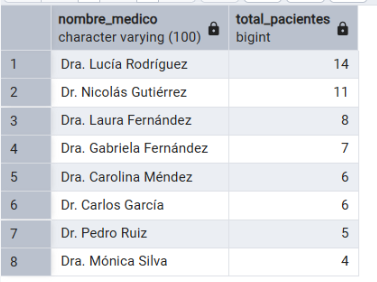 nombre_medico total_pacientes
character varying (100) bigint
1 Dra. Lucía Rodríguez 14
2 Dr. Nicolás Gutiérrez 11
3 Dra. Laura Fernández 8
4 Dra. Gabriela Fernández 7
5 Dra. Carolina Méndez 6
6 Dr. Carlos García 6
7 Dr. Pedro Ruiz 5
8 Dra. Mónica Silva 4